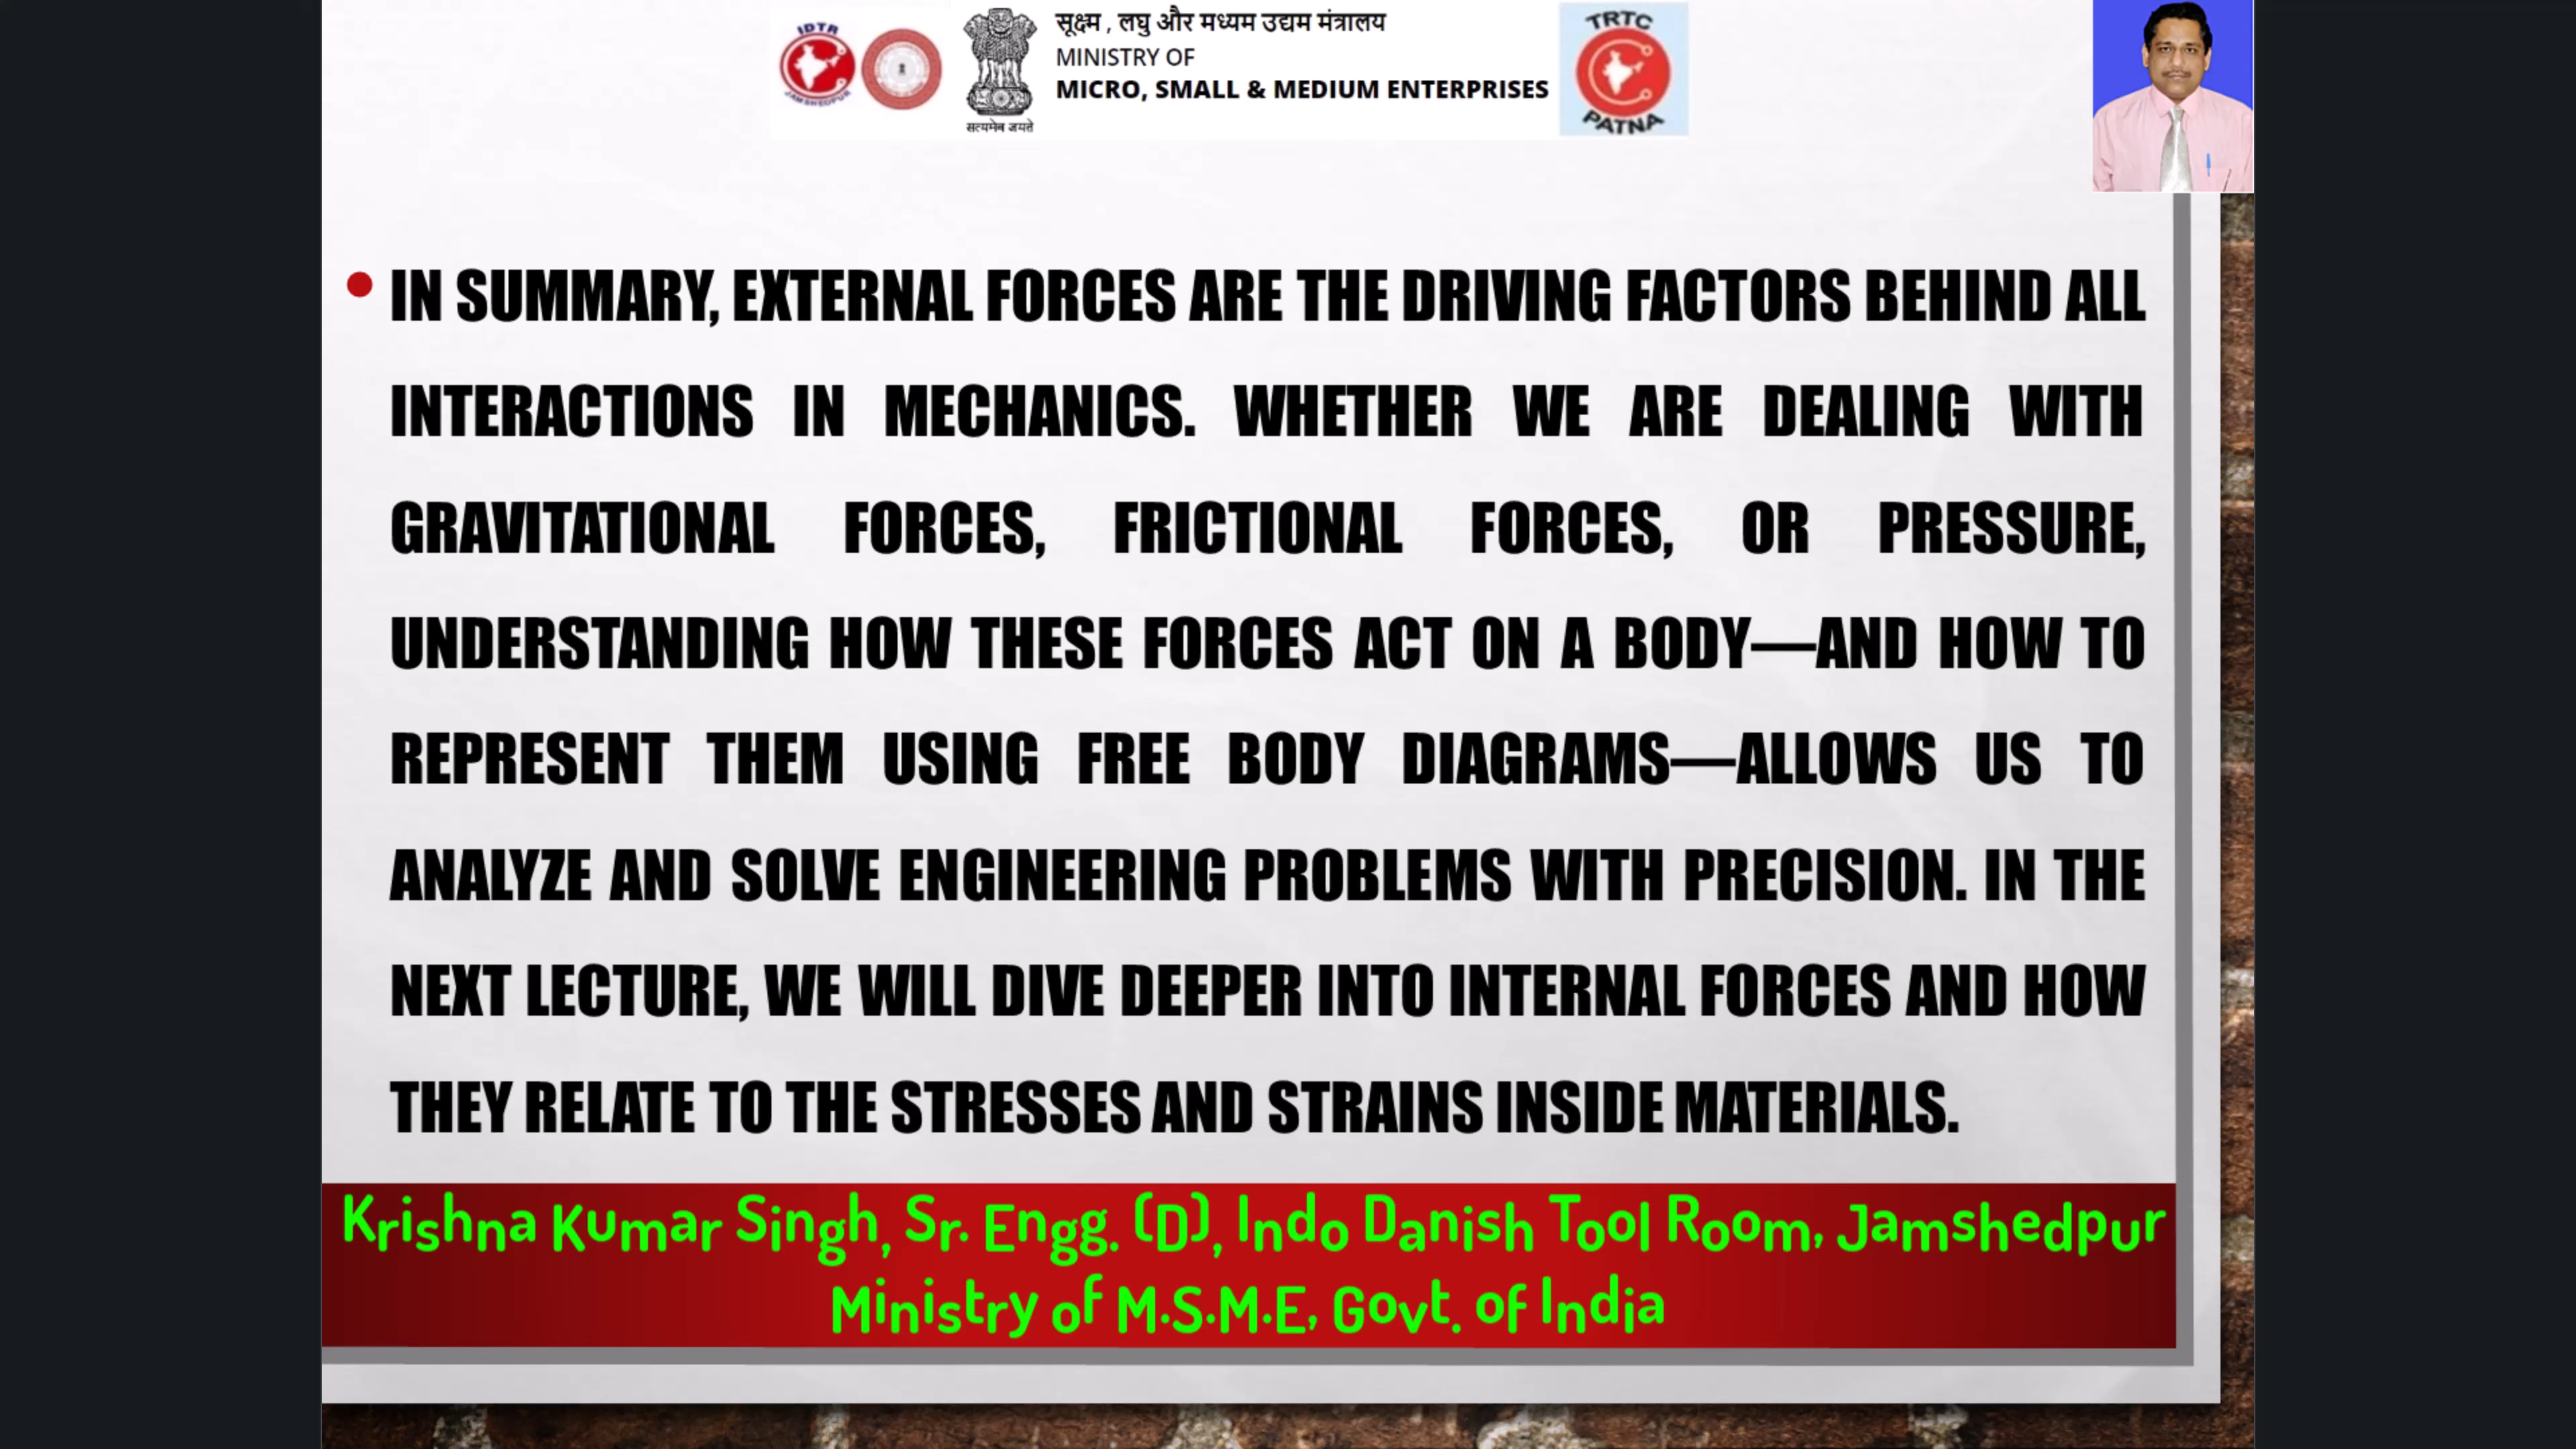 IDTR
JAMSHEDPUR
सत्यमेव जयते
सूक्ष्म , लघु और मध्यम उद्यम मंत्रालय
MINISTRY OF
MICRO, SMALL & MEDIUM ENTERPRISES
TRTC
PATNA
• IN SUMMARY, EXTERNAL FORCES ARE THE DRIVING FACTORS BEHIND ALL
INTERACTIONS IN MECHANICS. WHETHER WE ARE DEALING WITH
GRAVITATIONAL FORCES, FRICTIONAL FORCES, OR PRESSURE,
UNDERSTANDING HOW THESE FORCES ACT ON A BODY—AND HOW TO
REPRESENT THEM USING FREE BODY DIAGRAMS—ALLOWS US TO
ANALYZE AND SOLVE ENGINEERING PROBLEMS WITH PRECISION. IN THE
NEXT LECTURE, WE WILL DIVE DEEPER INTO INTERNAL FORCES AND HOW
THEY RELATE TO THE STRESSES AND STRAINS INSIDE MATERIALS.
Krishna Kumar Singh, Sr. Engg. (D), Indo Danish Tool Room, Jamshedpur
Ministry of M.S.M.E, Govt. of India